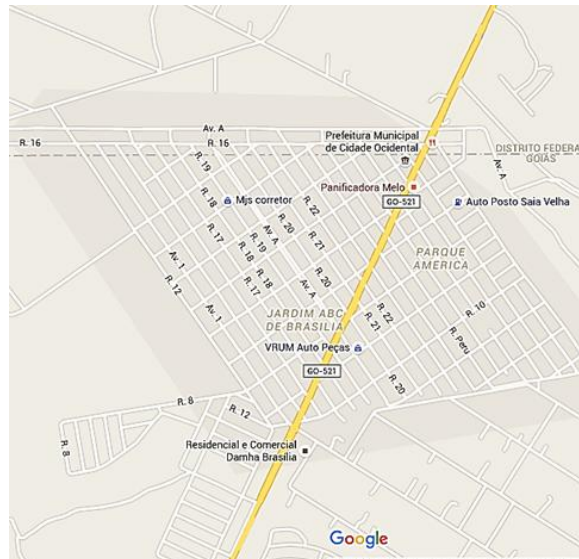 Av. A
R. 16
R. 16
Prefeitura Municipal
de Cidade Ocidental
DISTRITO FEDERAL
GOIÁS
R. 19
Av. A
Panificadora Melo
GO-521
Auto Posto Saia Velha
Mjs corretor
R. 18
R. 22
R. 20
Av. A
R. 17
R. 19
R. 21
R. 18
R. 18
PARQUE
AMERICA
Av. 1
R. 12
R. 17
R. 20
Av. A
Av. 1
R. 10
R. 22
JARDIM ABC
DE BRASILIA
R. 21
R. Peru
VRUM Auto Peças
GO-521
R. 20
R. 8
R. 12
R. 8
Residencial e Comercial
Damha Brasília
Google